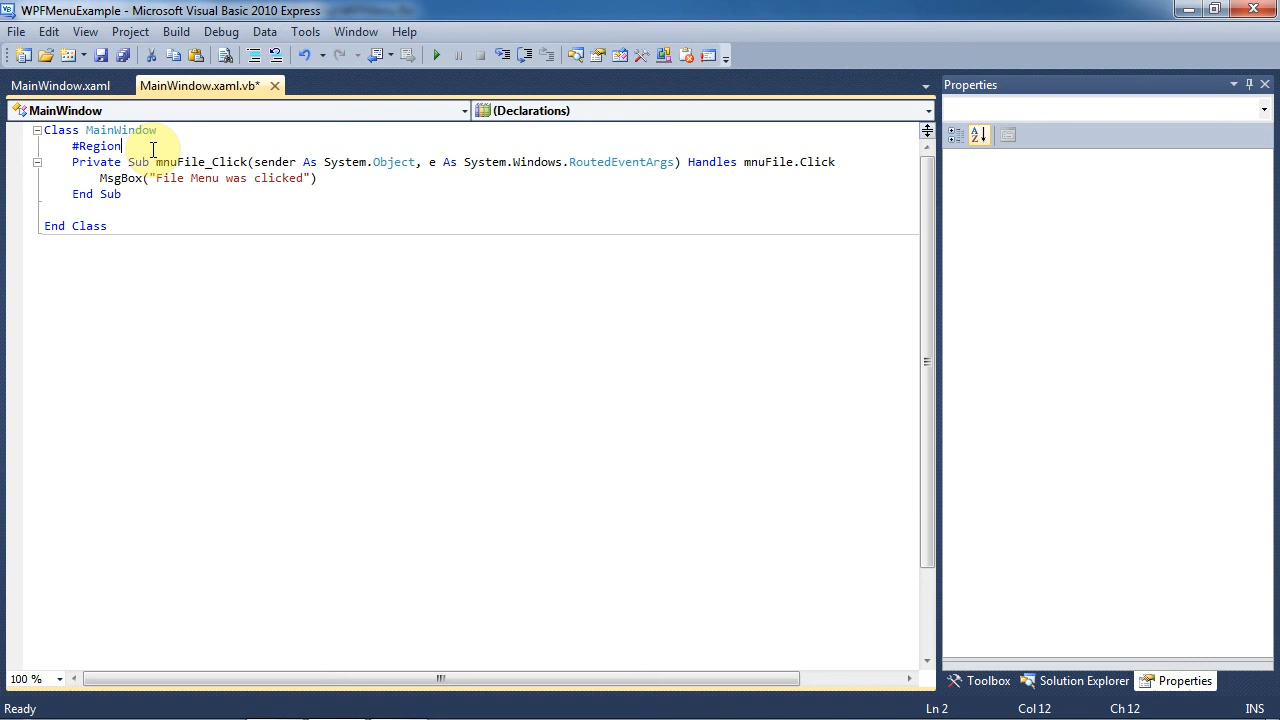 WPFMenuExample - Microsoft Visual Basic 2010 Express
File Edit View Project Build Debug Data Tools Window Help
MainWindow.xaml MainWindow.xaml.vb* Properties
MainWindow (Declarations)
Class MainWindow
#Region
Private Sub mnuFile_Click(sender As System.Object, e As System.Windows.RoutedEventArgs) Handles mnuFile.Click
MsgBox("File Menu was clicked")
End Sub
End Class
100 %
Toolbox Solution Explorer Properties
Ready Ln 2 Col 12 Ch 12 INS